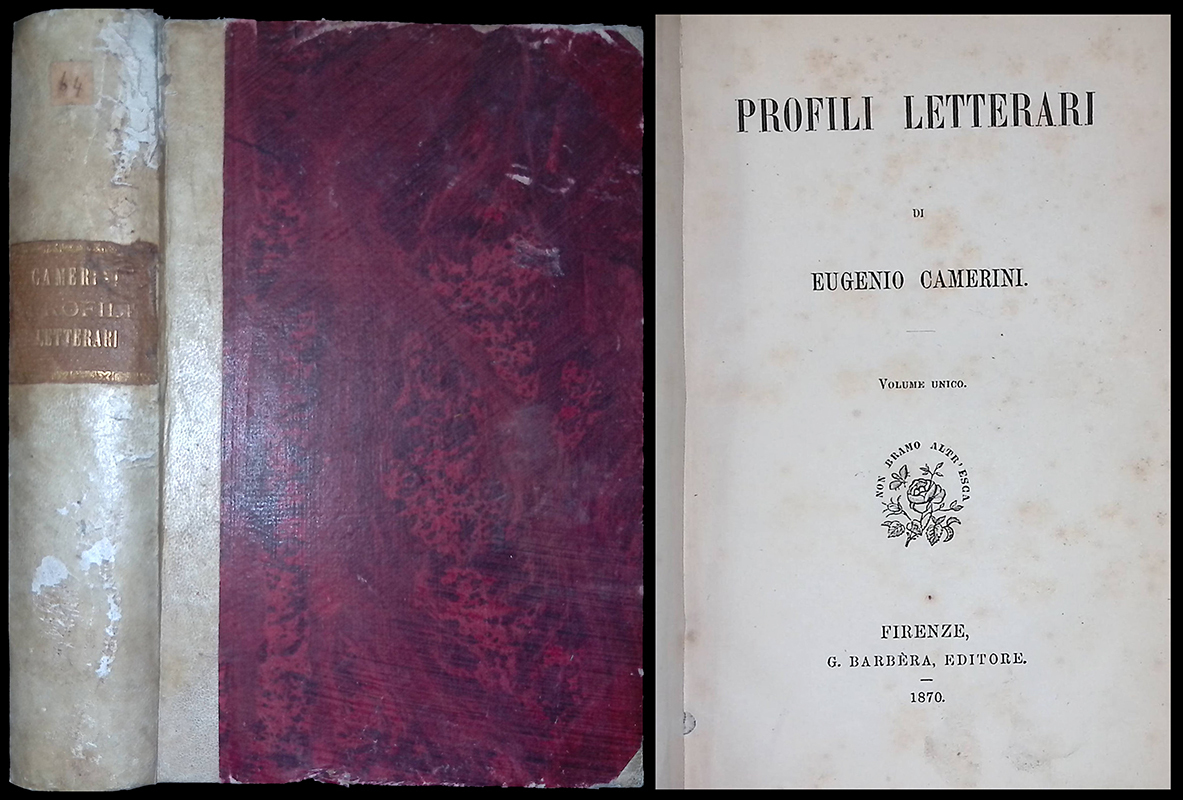 64
CAMERINI
PROFILI
LETTERARI
PROFILI LETTERARI
DI
EUGENIO CAMERINI.
VOLUME UNICO.
NON BRAMO ALTR'ESCA
FIRENZE,
G. BARBÈRA, EDITORE.
1870.